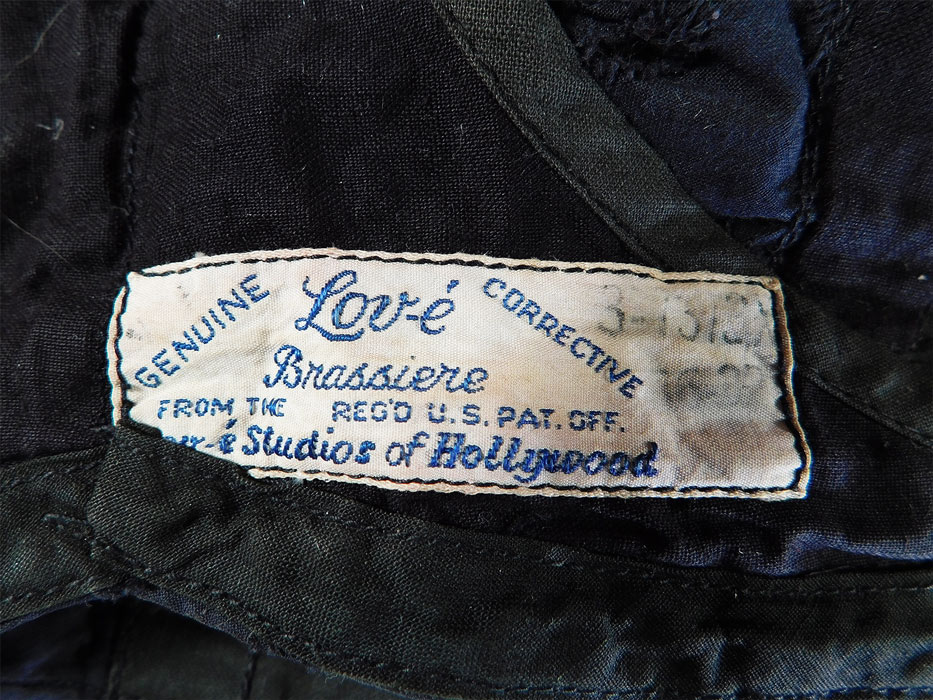 GENUINE
Lov-é
CORRECTIVE
Brassiere
FROM THE REG'D U.S. PAT. OFF.
é Studios of Hollywood